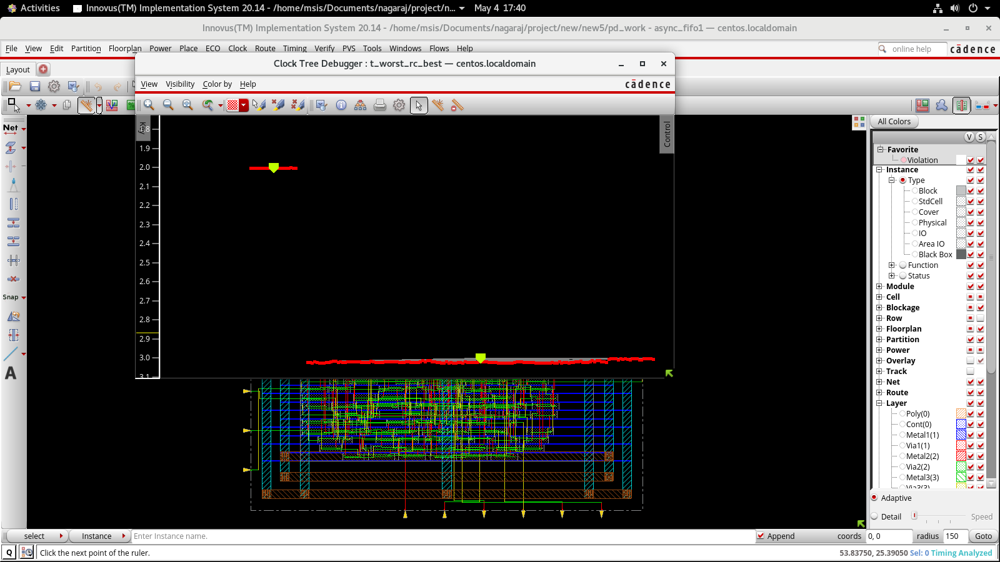 Activities
Innovus(TM) Implementation System 20.14 - /home/msis/Documents/nagaraj/project/n...
May 4 17:40
Innovus(TM) Implementation System 20.14 - /home/msis/Documents/nagaraj/project/new/new5/pd_work - async_fifo1 — centos.localdomain
File View Edit Partition Floorplan Power Place ECO Clock Route Timing Verify PVS Tools Windows Flows Help
online help
cādence
Layout
Clock Tree Debugger : t_worst_rc_best — centos.localdomain
View Visibility Color by Help
cādence
Key
Control
1.8
1.9
2.0
2.1
2.2
2.3
2.4
2.5
2.6
2.7
2.8
2.9
3.0
3.1
Net
Snap
A
All Colors
V S
Favorite
Violation
Instance
Type
Block
StdCell
Cover
Physical
IO
Area IO
Black Box
Function
Status
Module
Cell
Blockage
Row
Floorplan
Partition
Power
Overlay
Track
Net
Route
Layer
Poly(0)
Cont(0)
Metal1(1)
Via1(1)
Metal2(2)
Via2(2)
Metal3(3)
Via3(3)
Adaptive
Detail
Speed
select
Instance
Enter Instance name.
Append
coords 0, 0
radius 150
Goto
Q
Click the next point of the ruler.
53.83750, 25.39050 Sel: 0 Timing Analyzed